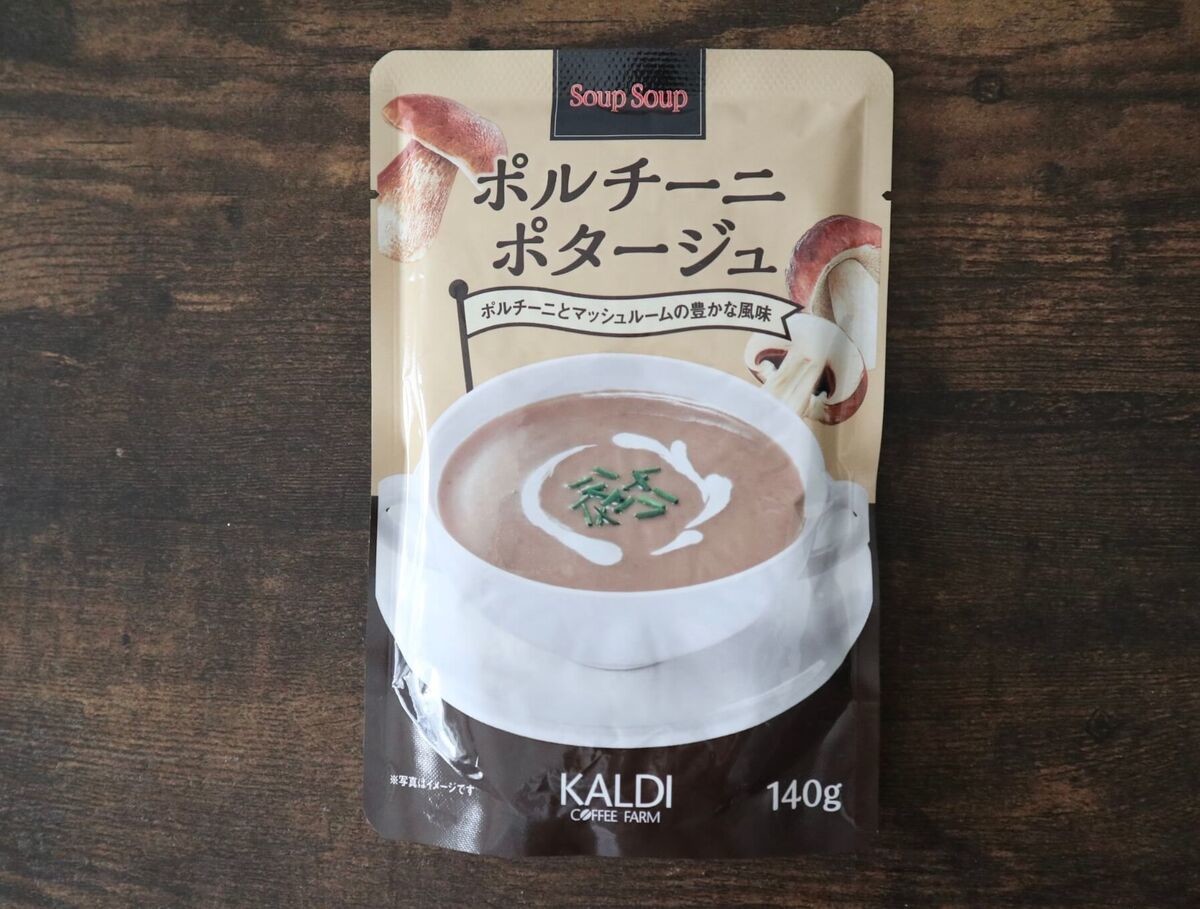 Soup Soup
ポルチーニ
ポタージュ
ポルチーニとマッシュルームの豊かな風味
※写真はイメージです
KALDI
COFFEE FARM
140g